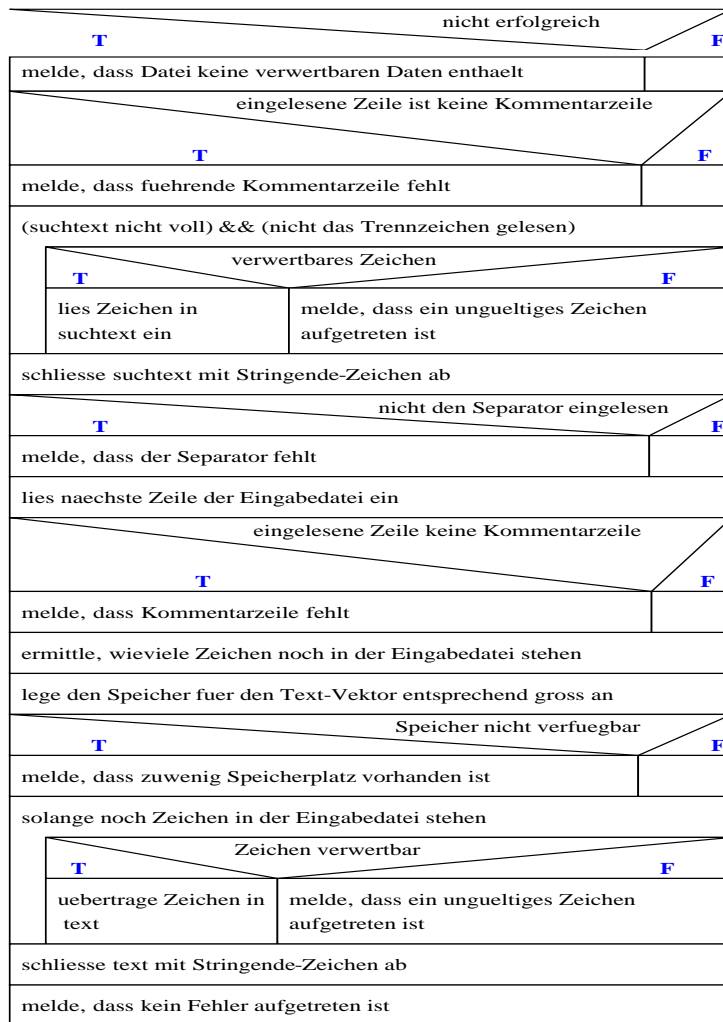 nicht erfolgreich
T F
melde, dass Datei keine verwertbaren Daten enthaelt
eingelesene Zeile ist keine Kommentarzeile
T F
melde, dass fuehrende Kommentarzeile fehlt
(suchtext nicht voll) && (nicht das Trennzeichen gelesen)
verwertbares Zeichen
T F
lies Zeichen in
suchtext ein
melde, dass ein ungueltiges Zeichen
aufgetreten ist
schliesse suchtext mit Stringende-Zeichen ab
nicht den Separator eingelesen
T F
melde, dass der Separator fehlt
lies naechste Zeile der Eingabedatei ein
eingelesene Zeile keine Kommentarzeile
T F
melde, dass Kommentarzeile fehlt
ermittle, wieviele Zeichen noch in der Eingabedatei stehen
lege den Speicher fuer den Text-Vektor entsprechend gross an
Speicher nicht verfuegbar
T F
melde, dass zuwenig Speicherplatz vorhanden ist
solange noch Zeichen in der Eingabedatei stehen
Zeichen verwertbar
T F
uebertrage Zeichen in
text
melde, dass ein ungueltiges Zeichen
aufgetreten ist
schliesse text mit Stringende-Zeichen ab
melde, dass kein Fehler aufgetreten ist